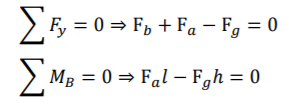 ∑ F_y = 0 ⇒ F_b + F_a − F_g = 0
∑ M_B = 0 ⇒ F_a l − F_g h = 0